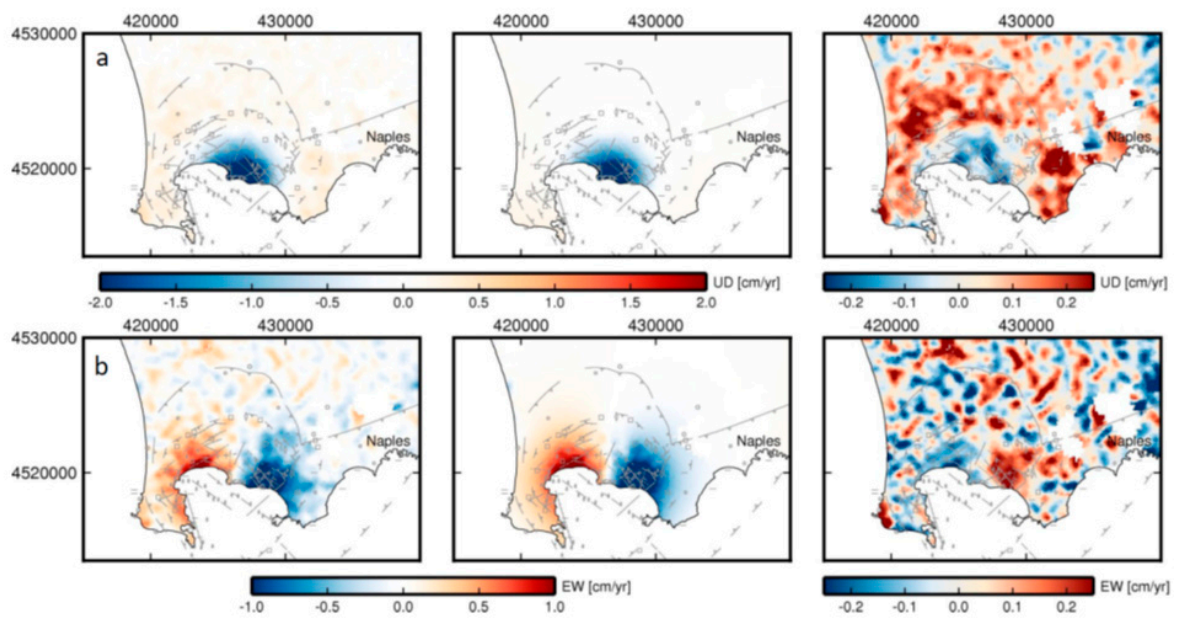 420000 430000 420000 430000 420000 430000
4530000
a
Naples Naples Naples
4520000
UD [cm/yr] UD [cm/yr]
-2.0 -1.5 -1.0 -0.5 0.0 0.5 1.0 1.5 2.0 -0.2 -0.1 0.0 0.1 0.2
420000 430000 420000 430000 420000 430000
4530000
b
Naples Naples Naples
4520000
EW [cm/yr] EW [cm/yr]
-1.0 -0.5 0.0 0.5 1.0 -0.2 -0.1 0.0 0.1 0.2